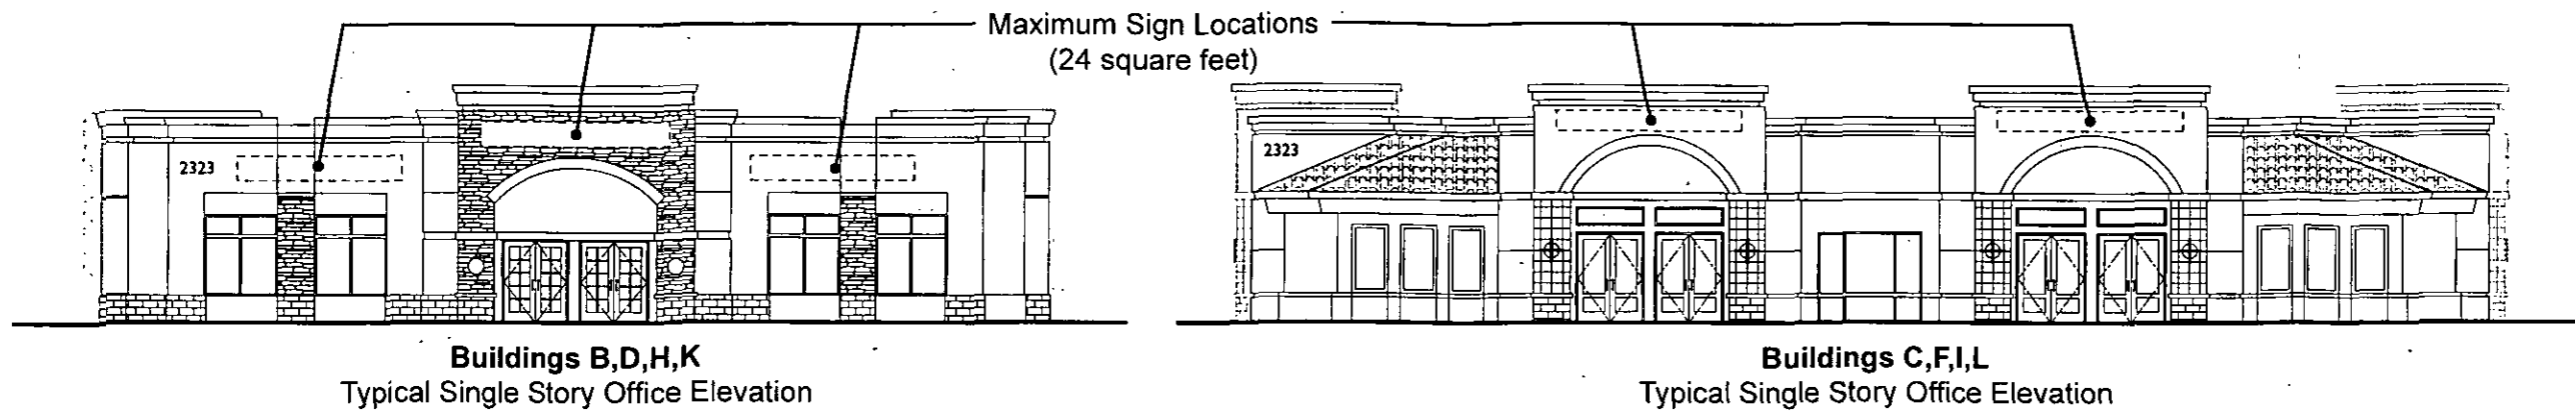 Maximum Sign Locations
(24 square feet)
2323
2323
Buildings B,D,H,K
Typical Single Story Office Elevation
Buildings C,F,I,L
Typical Single Story Office Elevation